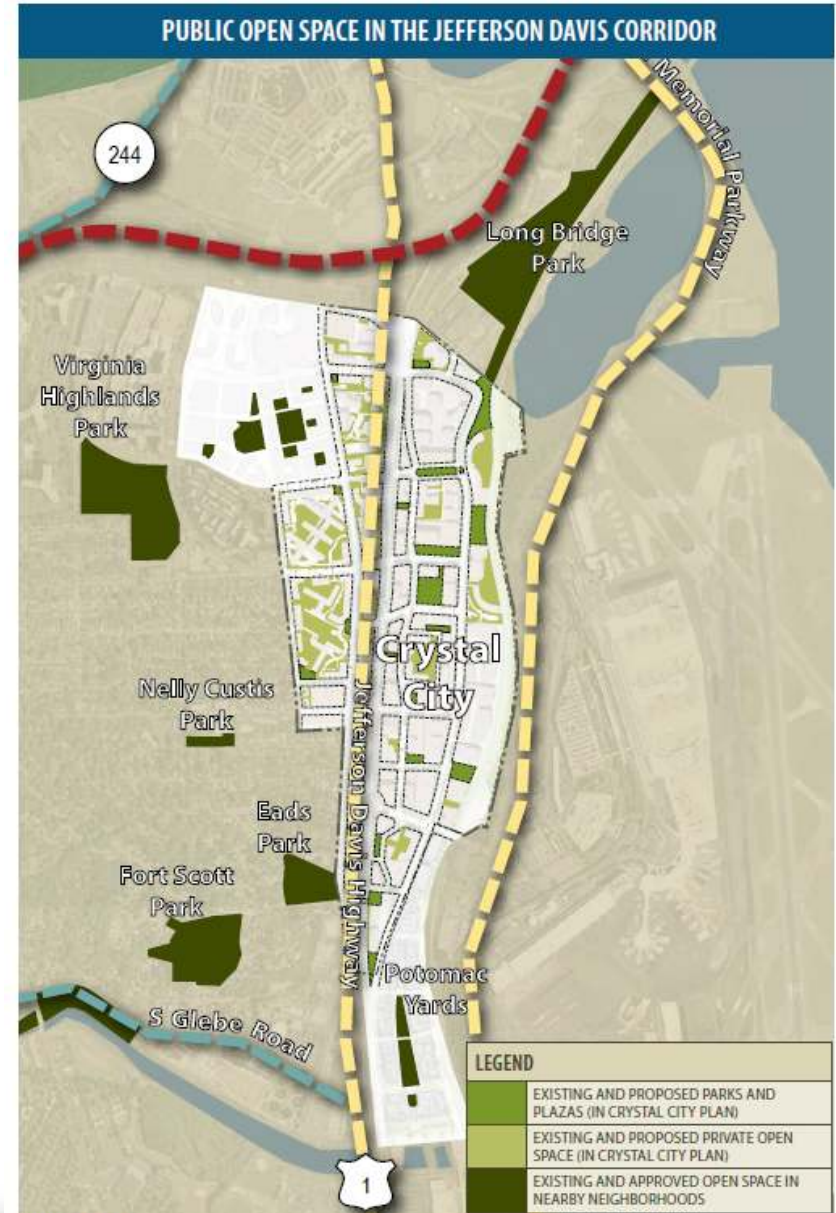 PUBLIC OPEN SPACE IN THE JEFFERSON DAVIS CORRIDOR
Memorial Parkway
244
Long Bridge
Park
Virginia
Highlands
Park
Crystal
City
Nelly Custis
Park
Jefferson Davis Highway
Eads
Park
Fort Scott
Park
Potomac
Yards
S Glebe Road
1
LEGEND
EXISTING AND PROPOSED PARKS AND
PLAZAS (IN CRYSTAL CITY PLAN)
EXISTING AND PROPOSED PRIVATE OPEN
SPACE (IN CRYSTAL CITY PLAN)
EXISTING AND APPROVED OPEN SPACE IN
NEARBY NEIGHBORHOODS